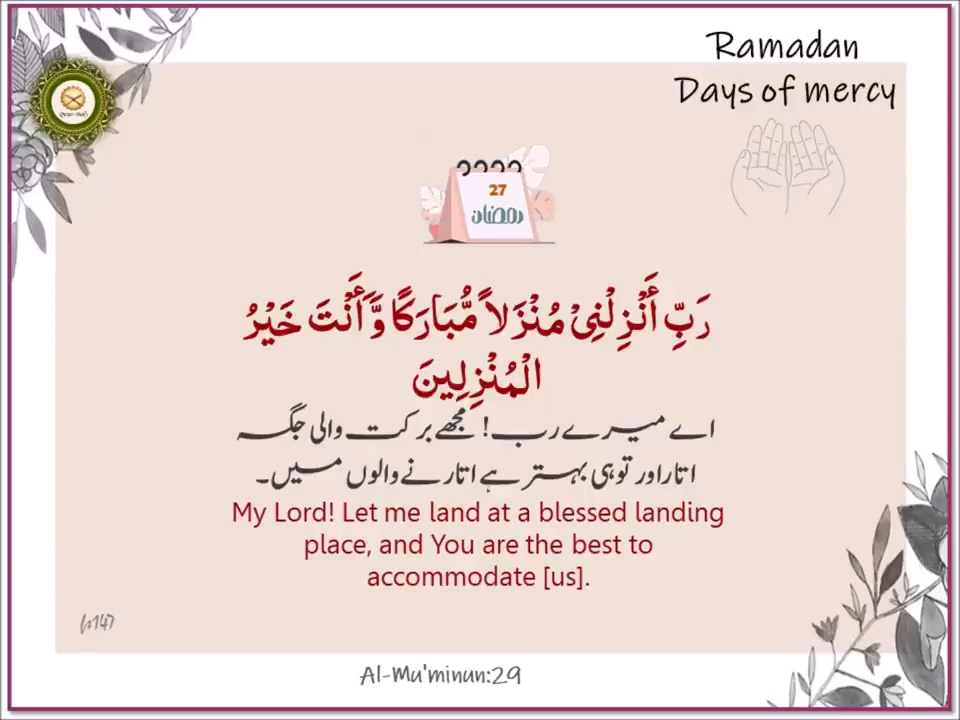 Ramadan
Days of mercy
27
رمضان
رَبِّ أَنْزِلْنِیْ مُنْزَلاً مُّبَارَكًا وَّأَنْتَ خَيْرُ
الْمُنْزِلِينَ
اے میرے رب! مجھے برکت والی جگہ
اتار اور تو ہی بہتر ہے اتارنے والوں میں۔
My Lord! Let me land at a blessed landing
place, and You are the best to
accommodate [us].
Al-Mu'minun:29